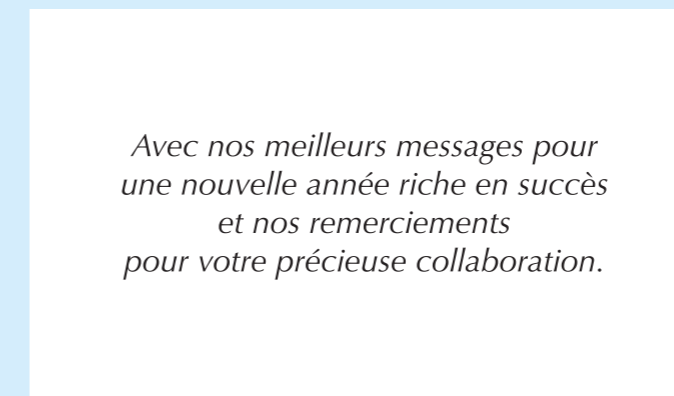 Avec nos meilleurs messages pour
une nouvelle année riche en succès
et nos remerciements
pour votre précieuse collaboration.